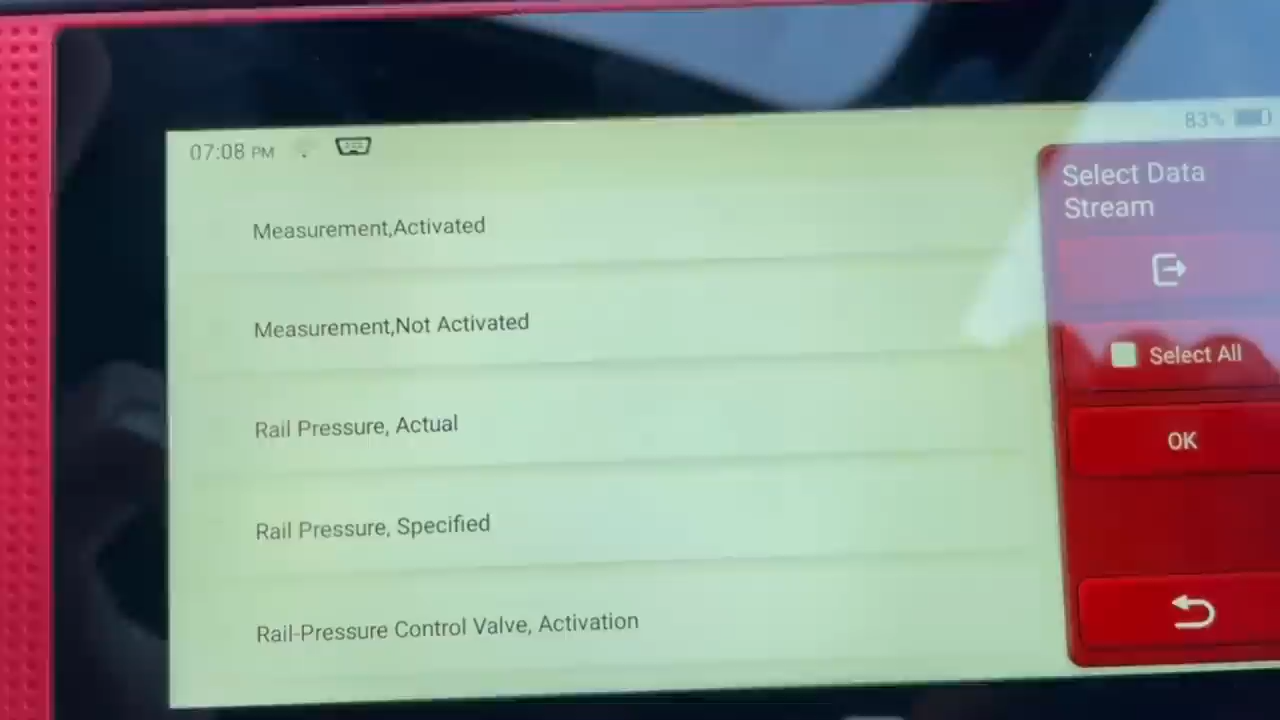 07:08 PM
83%
Measurement,Activated
Measurement,Not Activated
Rail Pressure, Actual
Rail Pressure, Specified
Rail-Pressure Control Valve, Activation
Select Data
Stream
Select All
OK